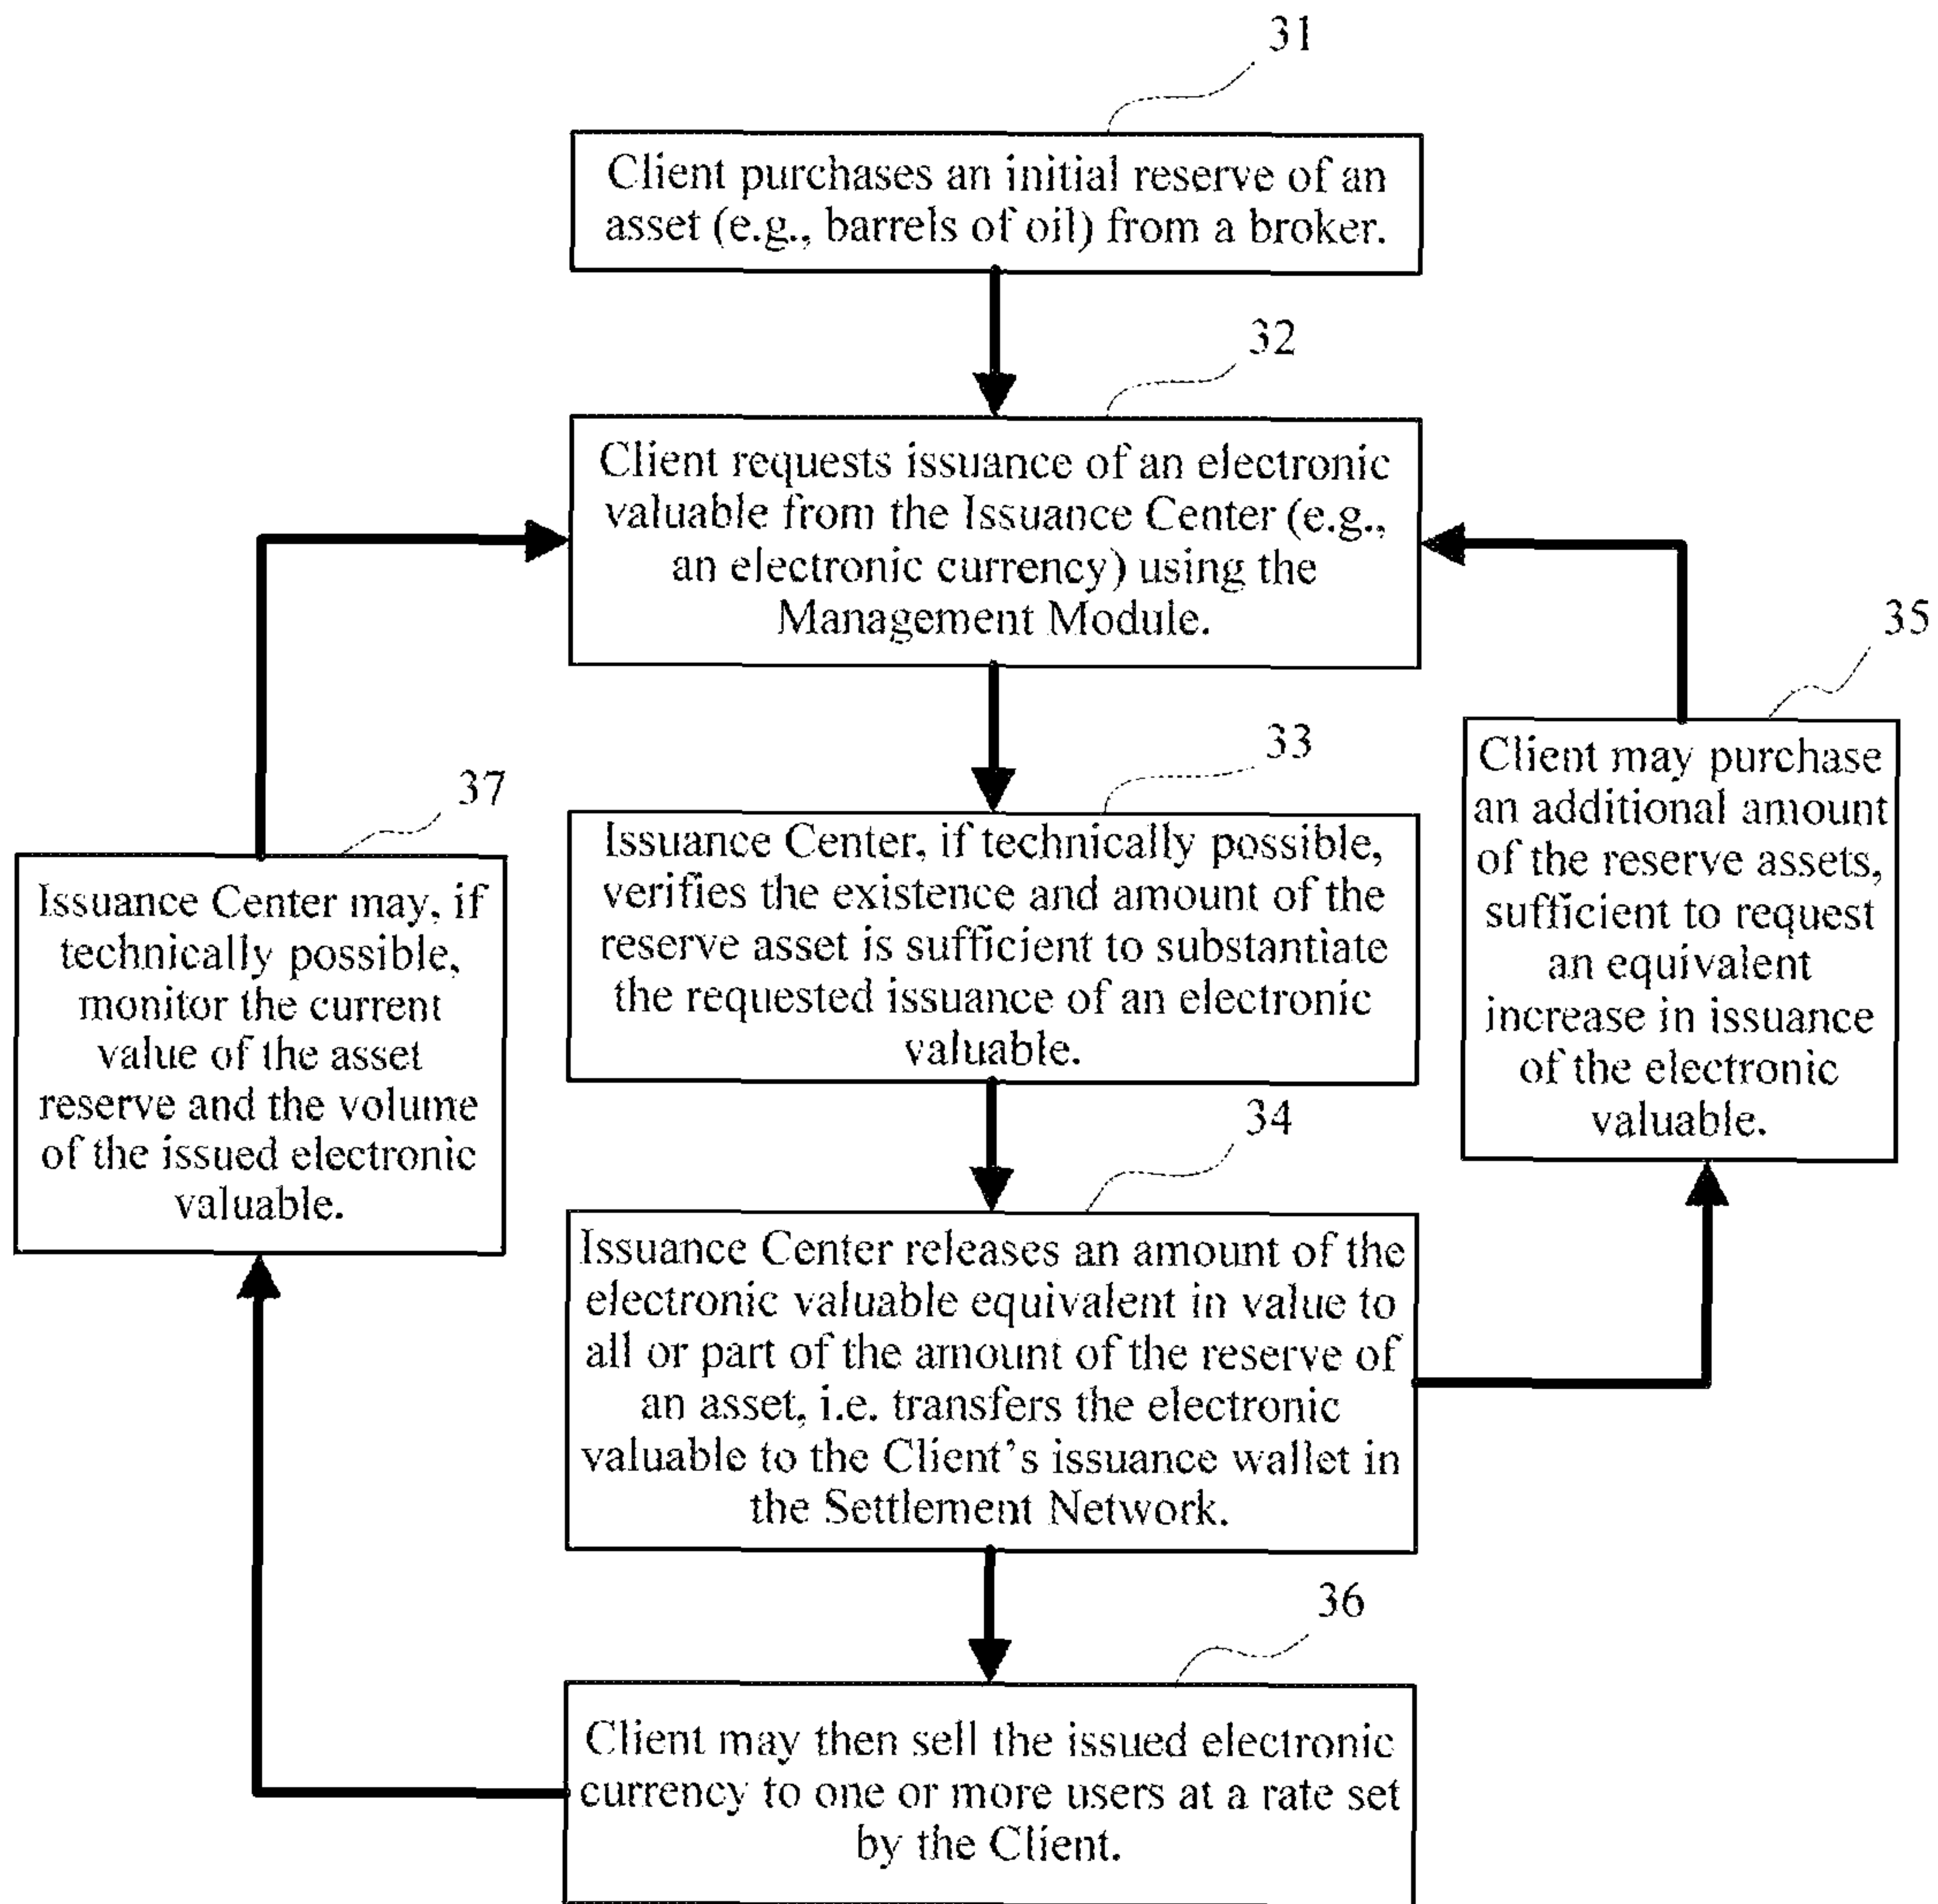 31
Client purchases an initial reserve of an
asset (e.g., barrels of oil) from a broker.
32
Client requests issuance of an electronic
valuable from the Issuance Center (e.g.,
an electronic currency) using the
Management Module.
33
Issuance Center, if technically possible,
verifies the existence and amount of the
reserve asset is sufficient to substantiate
the requested issuance of an electronic
valuable.
34
Issuance Center releases an amount of the
electronic valuable equivalent in value to
all or part of the amount of the reserve of
an asset, i.e. transfers the electronic
valuable to the Client's issuance wallet in
the Settlement Network.
35
Client may purchase
an additional amount
of the reserve assets,
sufficient to request
an equivalent
increase in issuance
of the electronic
valuable.
36
Client may then sell the issued electronic
currency to one or more users at a rate set
by the Client.
37
Issuance Center may, if
technically possible,
monitor the current
value of the asset
reserve and the volume
of the issued electronic
valuable.